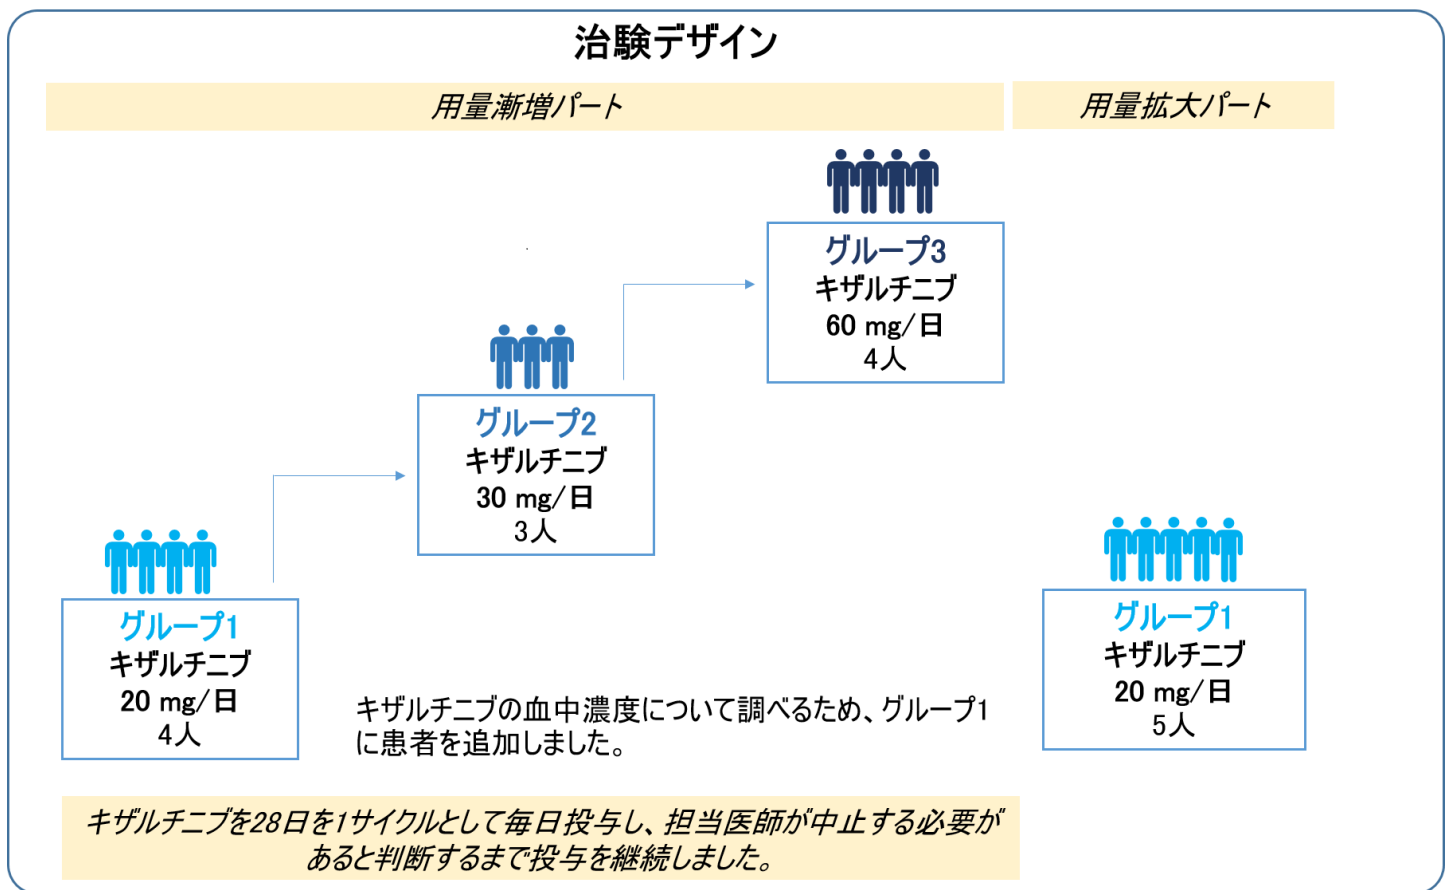 治験デザイン
用量漸増パート
用量拡大パート
グループ3
キザルチニブ
60 mg/日
4人
グループ2
キザルチニブ
30 mg/日
3人
グループ1
キザルチニブ
20 mg/日
4人
キザルチニブの血中濃度について調べるため、グループ1
に患者を追加しました。
グループ1
キザルチニブ
20 mg/日
5人
キザルチニブを28日を1サイクルとして毎日投与し、担当医師が中止する必要が
あると判断するまで投与を継続しました。